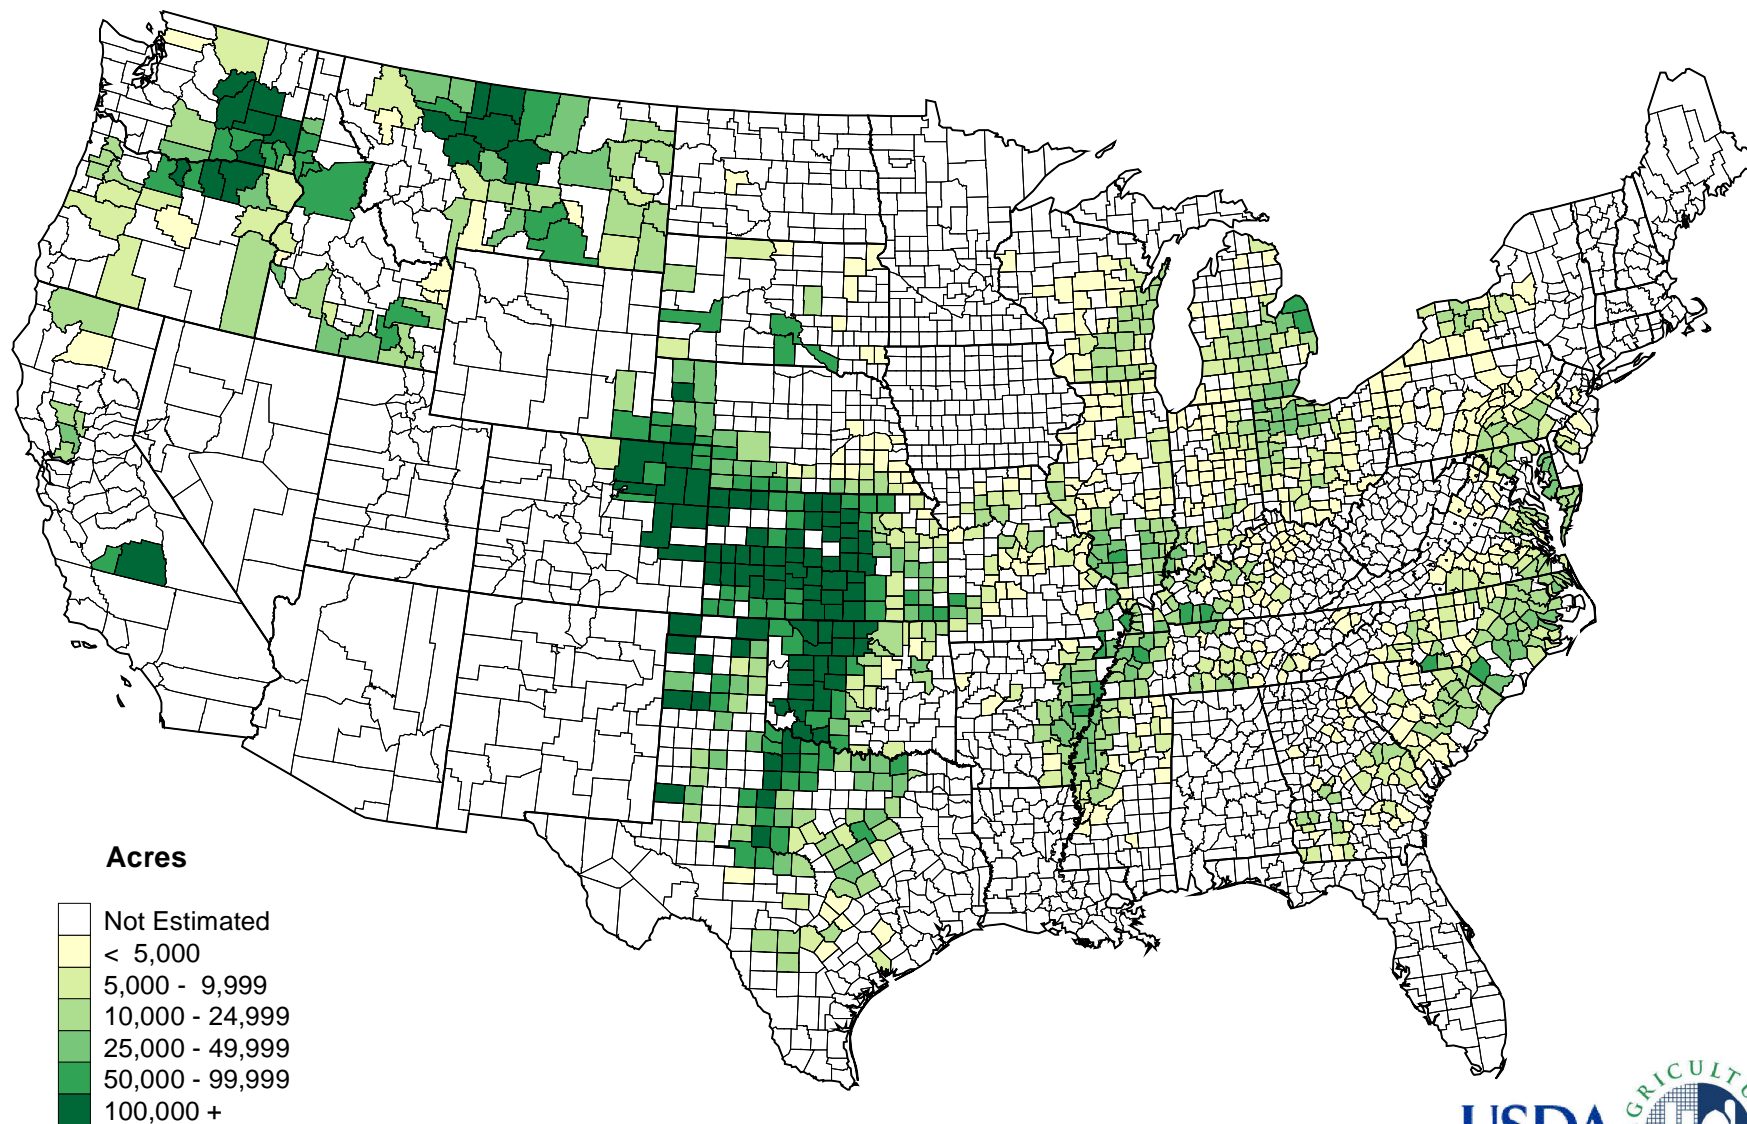 Acres
Not Estimated
< 5,000
5,000 - 9,999
10,000 - 24,999
25,000 - 49,999
50,000 - 99,999
100,000 +
USDA